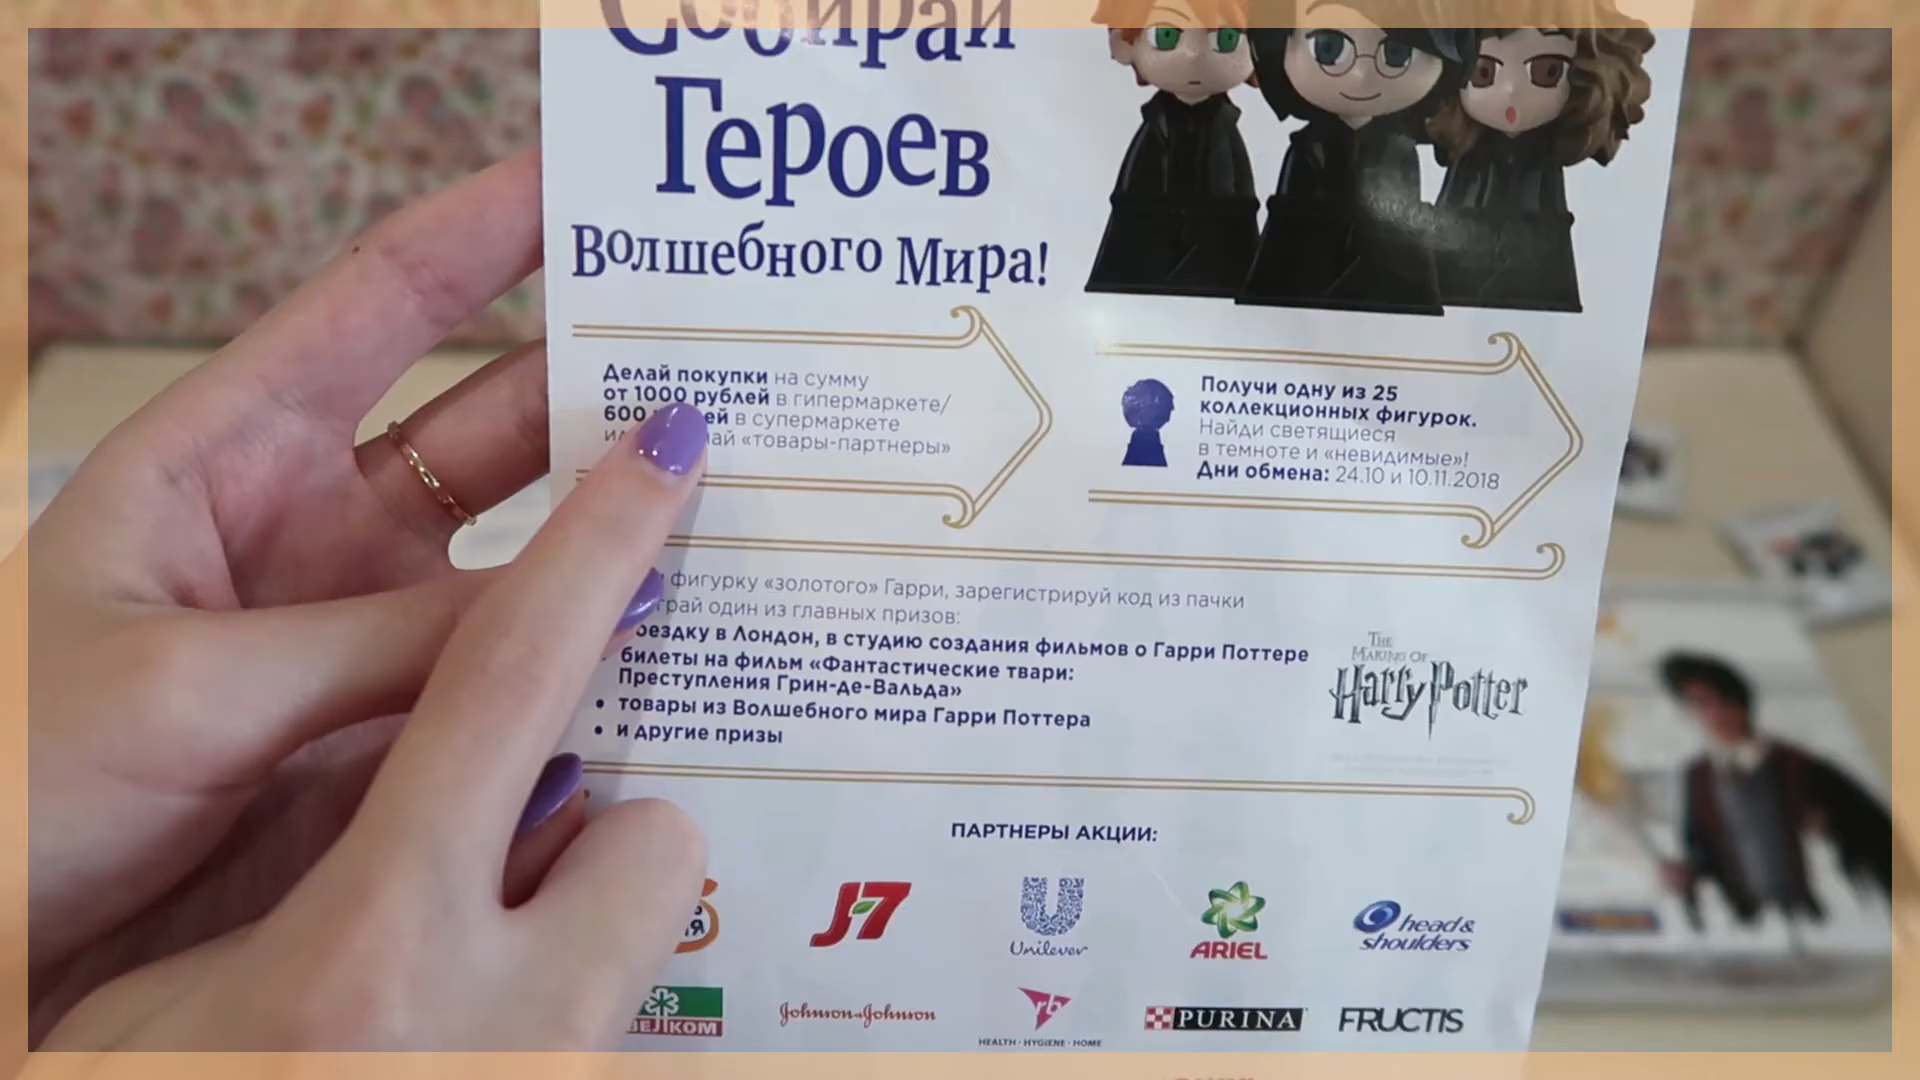 Собирай
Героев
Волшебного Мира!
Делай покупки на сумму
от 1000 рублей в гипермаркете/
600 в супермаркете
«товары-партнеры»
Получи одну из 25
коллекционных фигурок.
Найди светящиеся
в темноте и «невидимые»!
Дни обмена: 24.10 и 10.11.2018
фигурку «золотого» Гарри, зарегистрируй код из пачки
один из главных призов:
в Лондон, в студию создания фильмов о Гарри Поттере
билеты на фильм «Фантастические твари:
Преступления Грин-де-Вальда»
• товары из Волшебного мира Гарри Поттера
• и другие призы
THE
MAKING OF
Harry Potter
ПАРТНЕРЫ АКЦИИ:
J7
Unilever
ARIEL
head &
shoulders
ВЕЛКОМ
Johnson & Johnson
rb
HEALTH · HYGIENE · HOME
PURINA
FRUCTIS